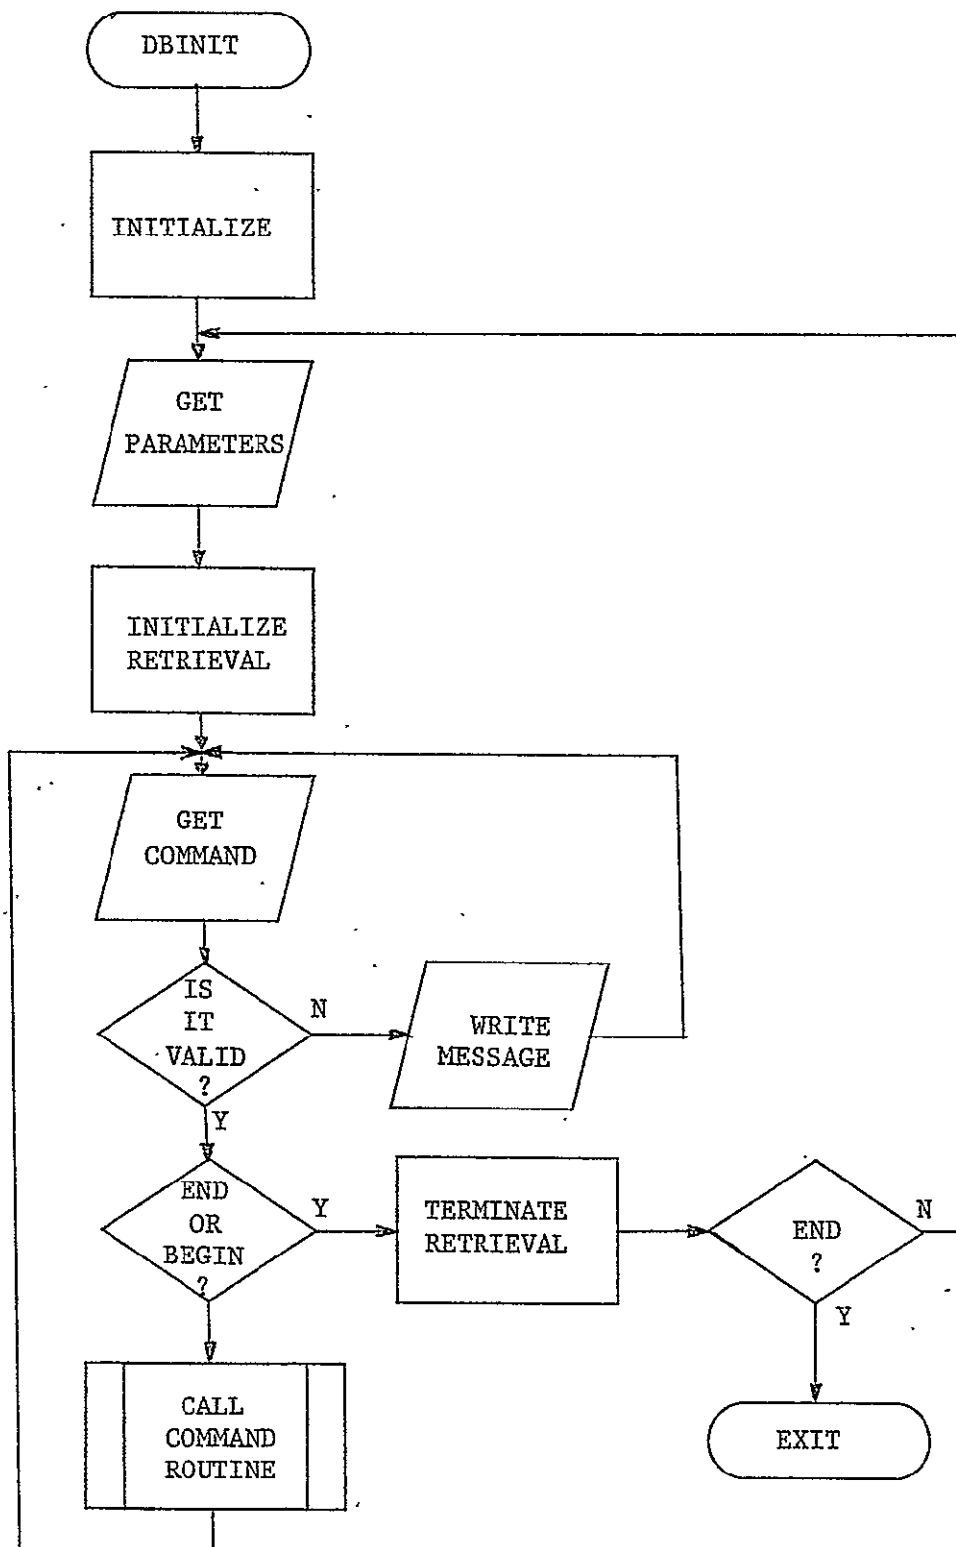 DBINIT
INITIALIZE
GET
PARAMETERS
INITIALIZE
RETRIEVAL
GET
COMMAND
IS
IT
VALID
?
N
WRITE
MESSAGE
Y
END
OR
BEGIN
?
Y
TERMINATE
RETRIEVAL
END
?
N
Y
CALL
COMMAND
ROUTINE
EXIT